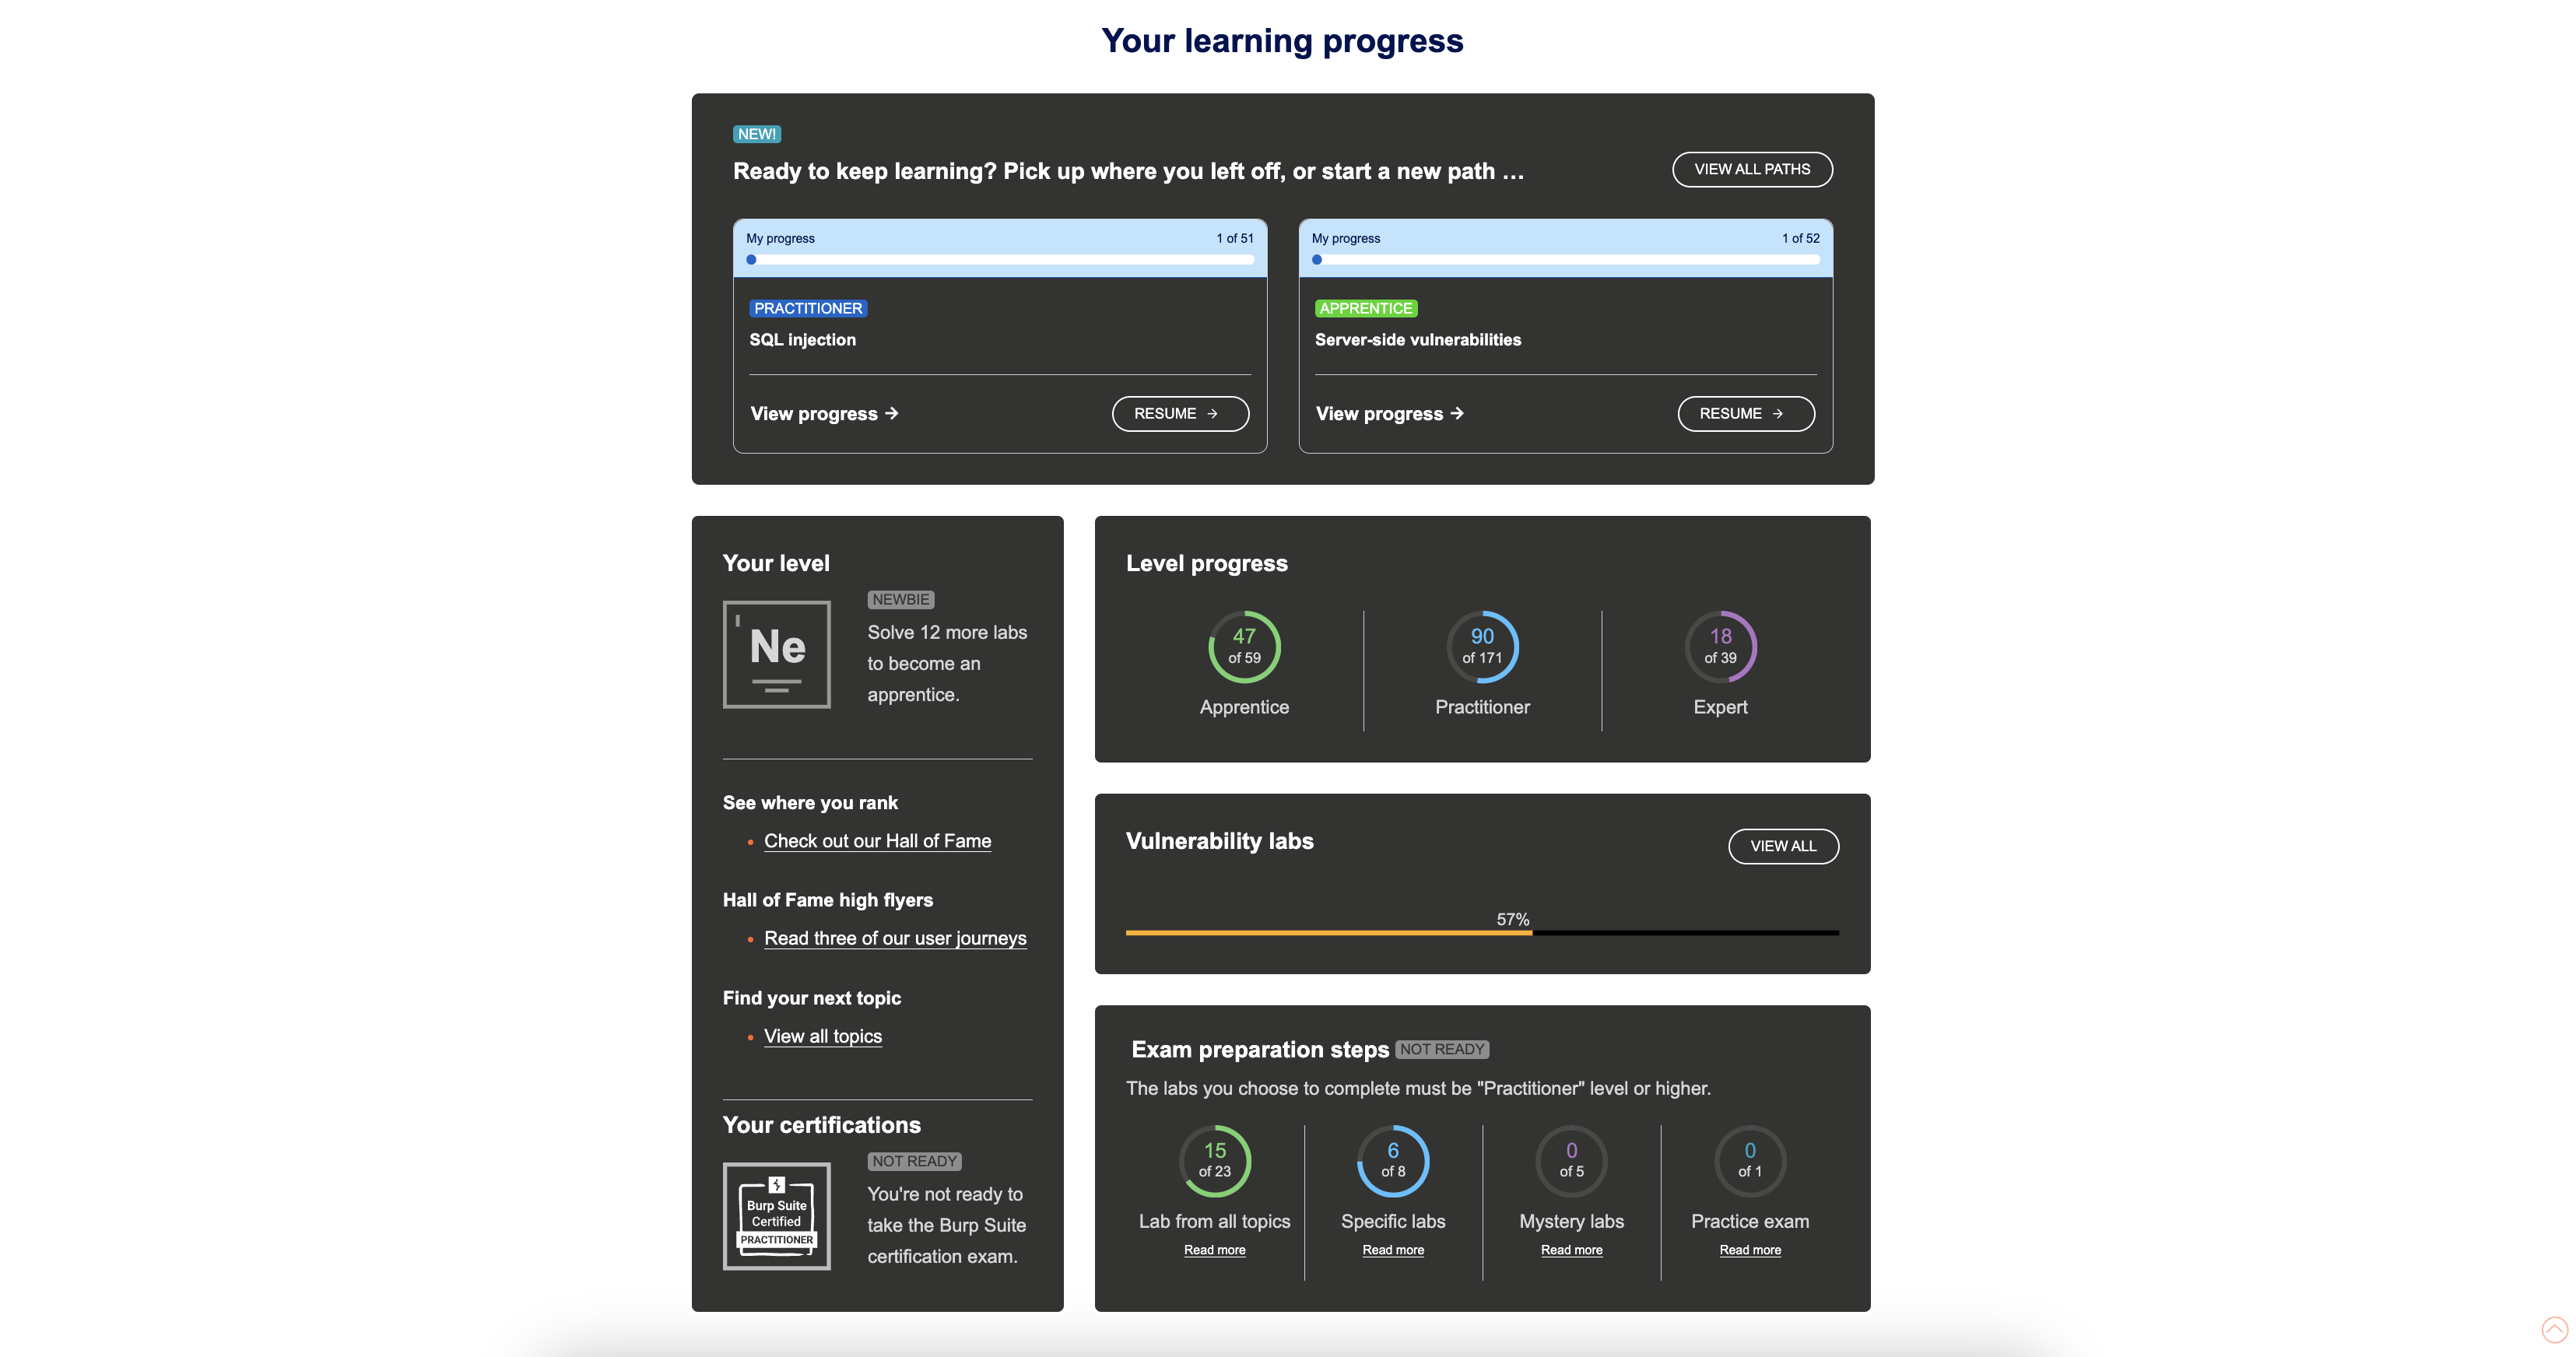 Your learning progress
NEW!
Ready to keep learning? Pick up where you left off, or start a new path ...
VIEW ALL PATHS
My progress
1 of 51
PRACTITIONER
SQL injection
View progress →
RESUME →
My progress
1 of 52
APPRENTICE
Server-side vulnerabilities
View progress →
RESUME →
Your level
Ne
NEWBIE
Solve 12 more labs
to become an
apprentice.
See where you rank
• Check out our Hall of Fame
Hall of Fame high flyers
• Read three of our user journeys
Find your next topic
• View all topics
Your certifications
Burp Suite
Certified
PRACTITIONER
NOT READY
You're not ready to
take the Burp Suite
certification exam.
Level progress
47
of 59
Apprentice
90
of 171
Practitioner
18
of 39
Expert
Vulnerability labs
VIEW ALL
57%
Exam preparation steps NOT READY
The labs you choose to complete must be "Practitioner" level or higher.
15
of 23
Lab from all topics
Read more
6
of 8
Specific labs
Read more
0
of 5
Mystery labs
Read more
0
of 1
Practice exam
Read more